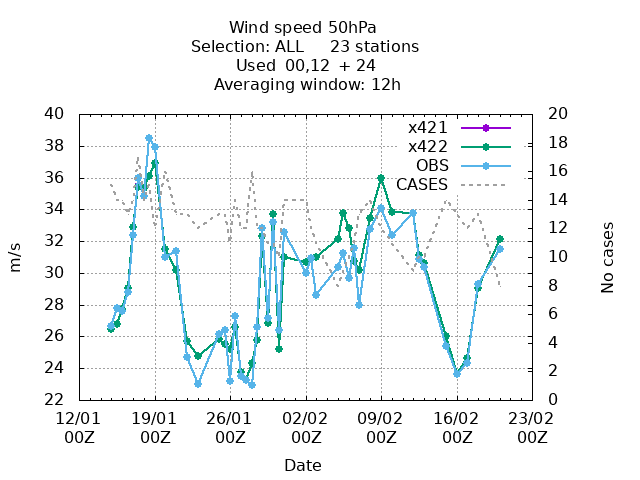 Wind speed 50hPa
Selection: ALL 23 stations
Used 00,12 + 24
Averaging window: 12h
40 20
38 18
36 16
34 14
32 12
30 10
28 8
26 6
24 4
22 2
0
x421
x422
OBS
CASES
m/s
No cases
12/01 19/01 26/01 02/02 09/02 16/02 23/02
00Z 00Z 00Z 00Z 00Z 00Z 00Z
Date